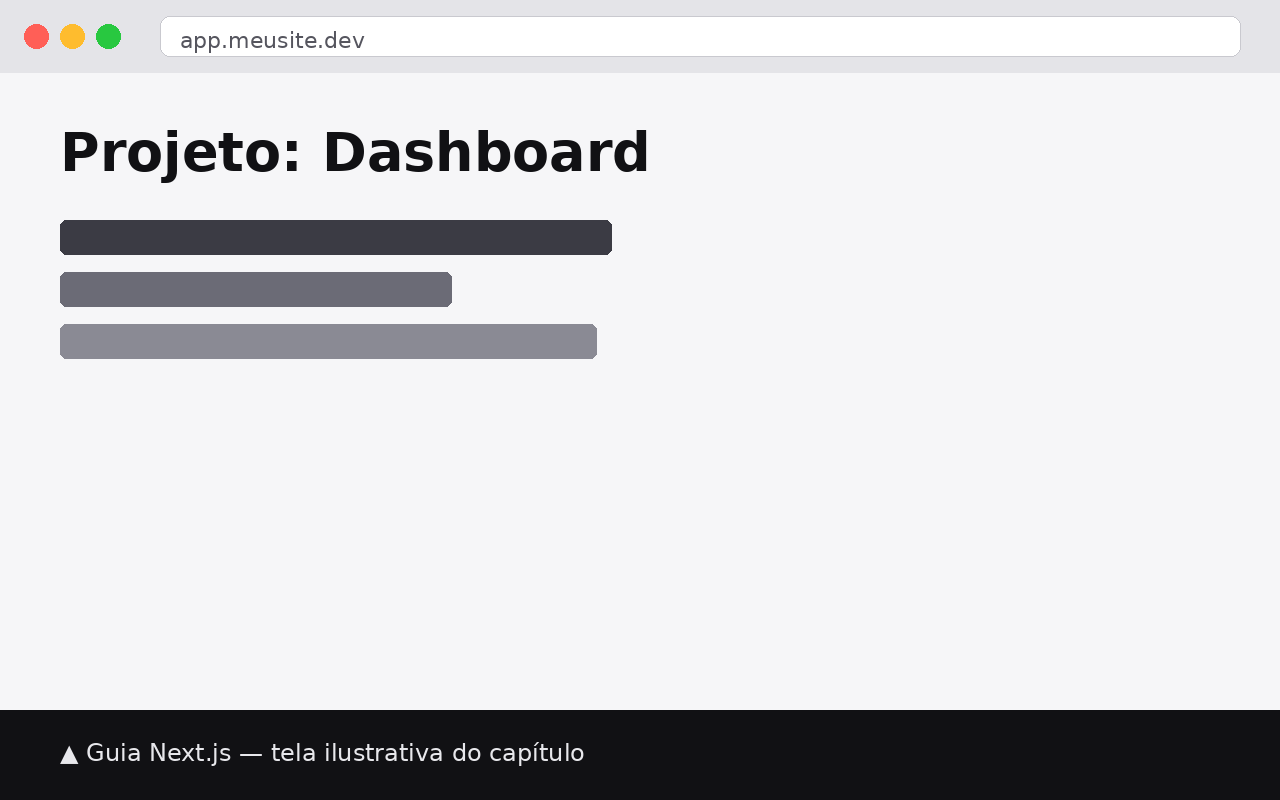 app.meusite.dev
Projeto: Dashboard
▲ Guia Next.js — tela ilustrativa do capítulo